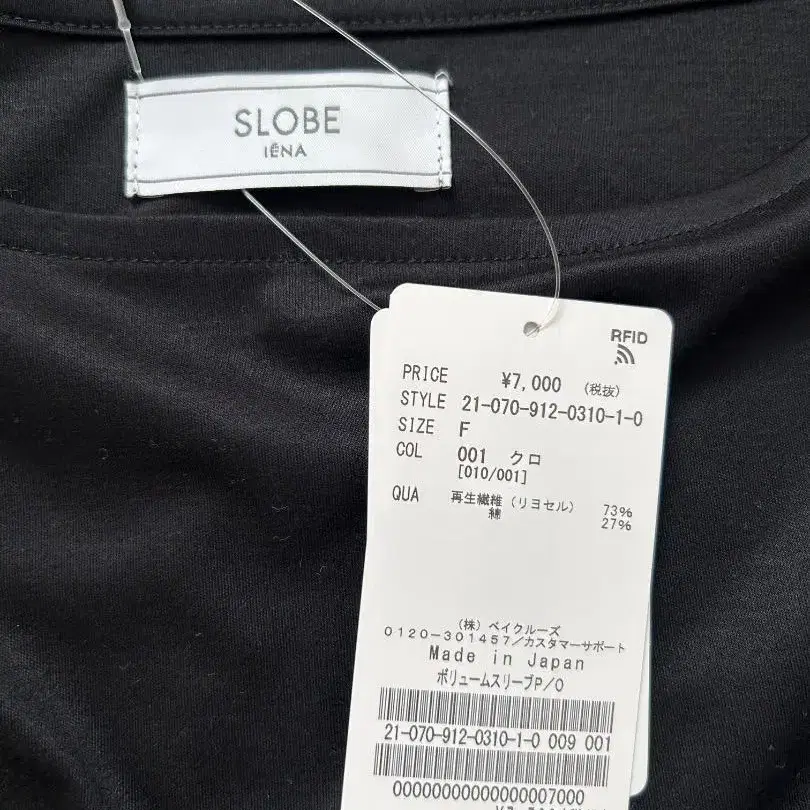 SLOBE
IÉNA
RFID
PRICE ¥7,000 (税抜)
STYLE 21-070-912-0310-1-0
SIZE F
COL 001 クロ
[010/001]
QUA 再生繊維 (リヨセル) 73%
綿 27%
(株) ベイクルーズ
0120-301457/カスタマーサポート
Made in Japan
ボリュームスリーブP/O
21-070-912-0310-1-0 009 001
00000000000000007000